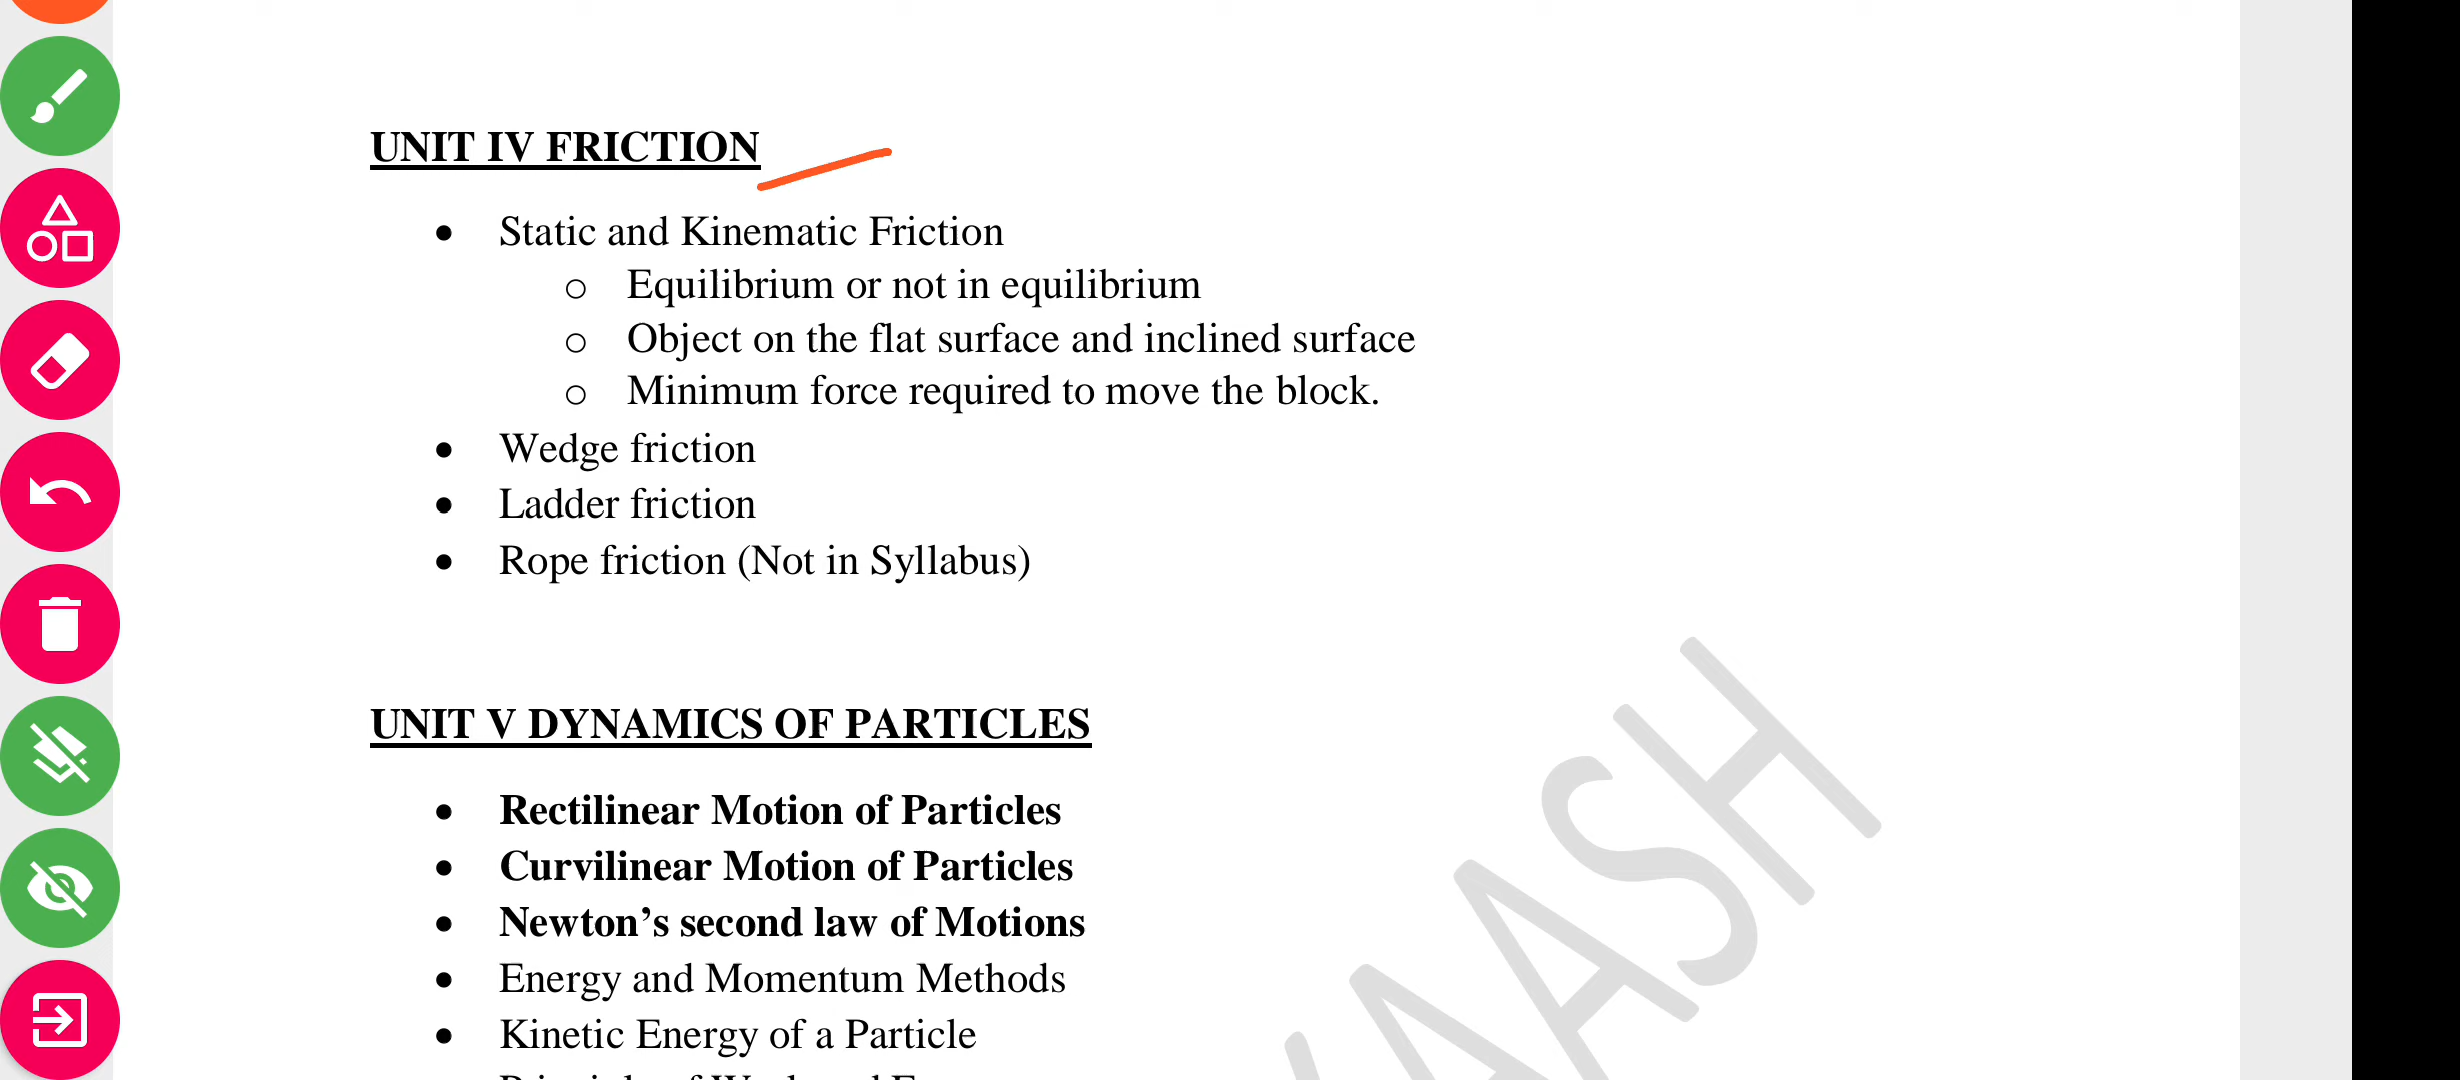 UNIT IV FRICTION
• Static and Kinematic Friction
o Equilibrium or not in equilibrium
o Object on the flat surface and inclined surface
o Minimum force required to move the block.
• Wedge friction
• Ladder friction
• Rope friction (Not in Syllabus)
UNIT V DYNAMICS OF PARTICLES
• Rectilinear Motion of Particles
• Curvilinear Motion of Particles
• Newton’s second law of Motions
• Energy and Momentum Methods
• Kinetic Energy of a Particle
AASH